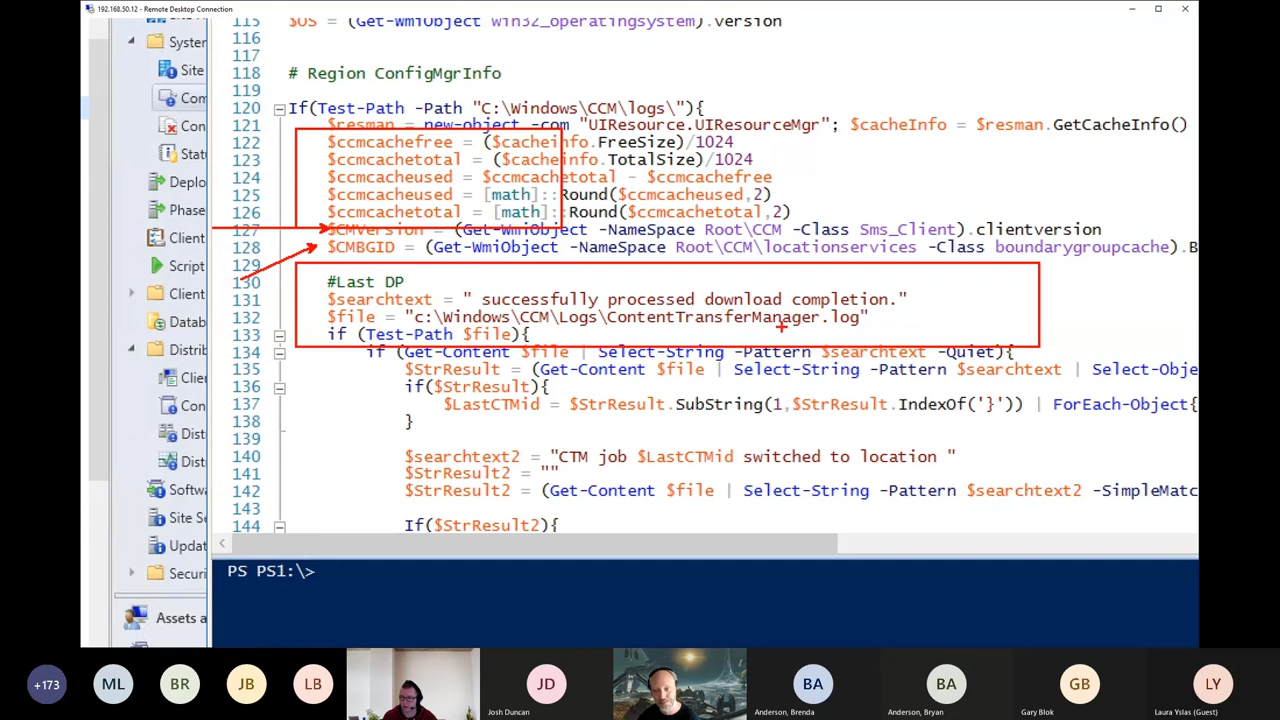 192.168.50.12 - Remote Desktop Connection
System
Site
Com
Con
Statu
Deplo
Phase
Client
Script
Client
Datab
Distrib
Clie
Con
Distr
Distr
Softwa
Site Se
Updat
Securi
Assets a
115 $OS = (Get-WmiObject win32_operatingsystem).version
116
117
118 # Region ConfigMgrInfo
119
120 If(Test-Path -Path "C:\Windows\CCM\logs\"){
121 $resman = new-object -com "UIResource.UIResourceMgr"; $cacheInfo = $resman.GetCacheInfo()
122 $ccmcachefree = ($cacheinfo.FreeSize)/1024
123 $ccmcachetotal = ($cacheinfo.TotalSize)/1024
124 $ccmcacheused = $ccmcachetotal - $ccmcachefree
125 $ccmcacheused = [math]::Round($ccmcacheused,2)
126 $ccmcachetotal = [math]::Round($ccmcachetotal,2)
127 $CMVersion = (Get-WmiObject -NameSpace Root\CCM -Class Sms_Client).clientversion
128 $CMBGID = (Get-WmiObject -NameSpace Root\CCM\locationservices -Class boundarygroupcache).B
129
130 #Last DP
131 $searchtext = " successfully processed download completion."
132 $file = "c:\Windows\CCM\Logs\ContentTransferManager.log"
133 if (Test-Path $file){
134 if (Get-Content $file | Select-String -Pattern $searchtext -Quiet){
135 $StrResult = (Get-Content $file | Select-String -Pattern $searchtext | Select-Obje
136 if($StrResult){
137 $LastCTMid = $StrResult.SubString(1,$StrResult.IndexOf('}')) | ForEach-Object{
138 }
139
140 $searchtext2 = "CTM job $LastCTMid switched to location "
141 $StrResult2 = ""
142 $StrResult2 = (Get-Content $file | Select-String -Pattern $searchtext2 -SimpleMatc
143
144 If($StrResult2){
PS PS1:\>
+173
ML
BR
JB
LB
JD
Josh Duncan
BA
Anderson, Brenda
BA
Anderson, Bryan
GB
Gary Blok
LY
Laura Yslas (Guest)